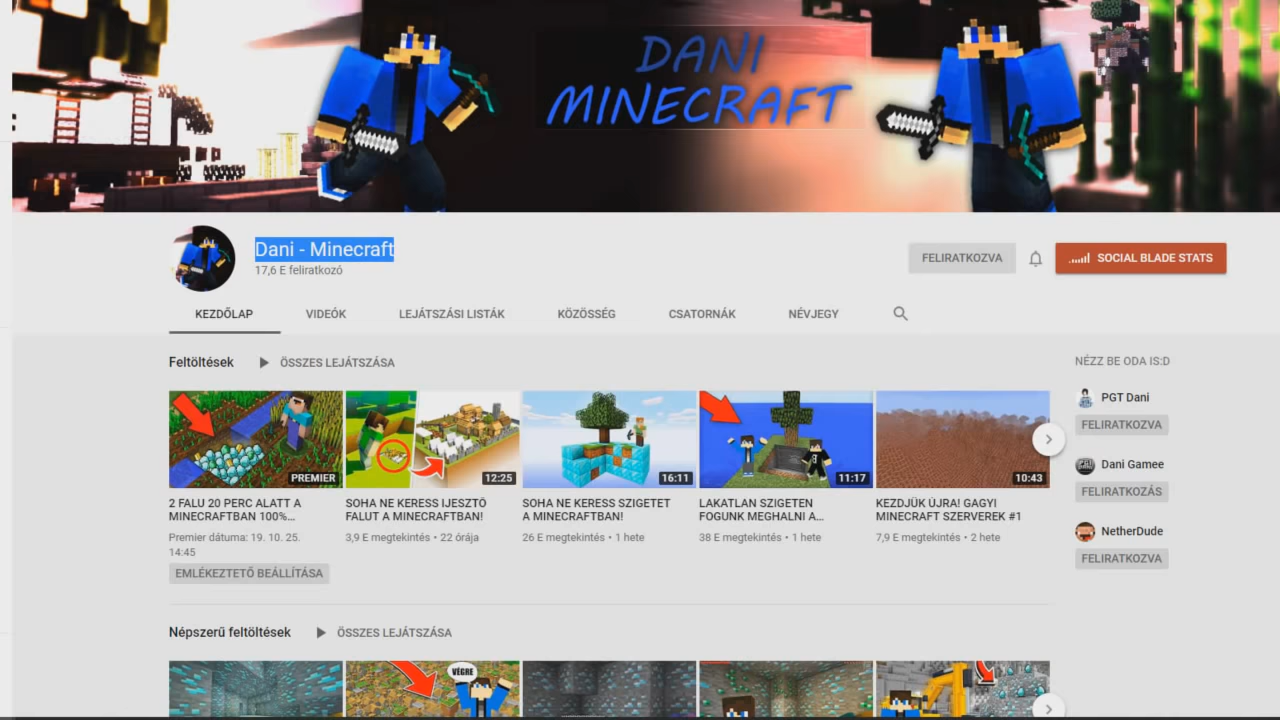 DANI
MINECRAFT
Dani - Minecraft
17,6 E feliratkozó
FELIRATKOZVA
SOCIAL BLADE STATS
KEZDŐLAP
VIDEÓK
LEJÁTSZÁSI LISTÁK
KÖZÖSSÉG
CSATORNÁK
NÉVJEGY
Feltöltések
ÖSSZES LEJÁTSZÁSA
PREMIER
2 FALU 20 PERC ALATT A
MINECRAFTBAN 100%...
Premier dátuma: 19. 10. 25.
14:45
EMLÉKEZTETŐ BEÁLLÍTÁSA
12:25
SOHA NE KERESS IJESZTŐ
FALUT A MINECRAFTBAN!
3,9 E megtekintés • 22 órája
16:11
SOHA NE KERESS SZIGETET
A MINECRAFTBAN!
26 E megtekintés • 1 hete
11:17
LAKATLAN SZIGETEN
FOGUNK MEGHALNI A...
38 E megtekintés • 1 hete
10:43
KEZDJÜK ÚJRA! GAGYI
MINECRAFT SZERVEREK #1
7,9 E megtekintés • 2 hete
NÉZZ BE ODA IS:D
PGT Dani
FELIRATKOZVA
Dani Gamee
FELIRATKOZÁS
NetherDude
FELIRATKOZVA
Népszerű feltöltések
ÖSSZES LEJÁTSZÁSA
VÉGRE